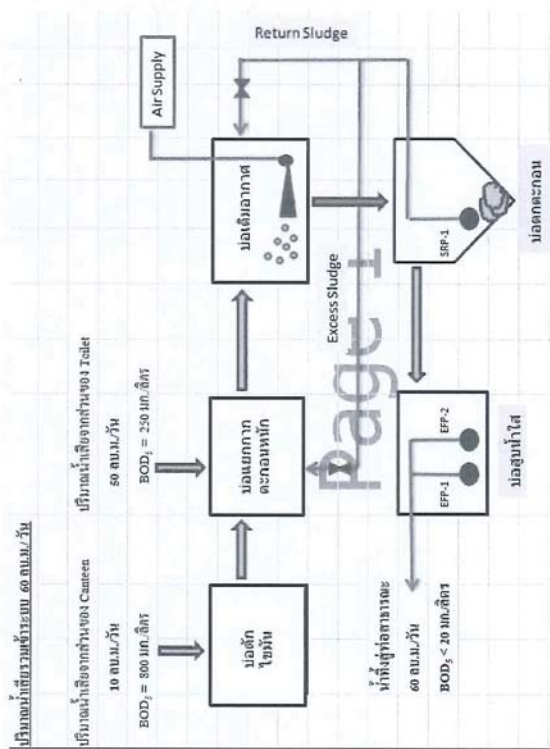 ปริมาณน้ำเสียรวมเข้าระบบ 60 ลบ.ม/วัน
ปริมาณน้ำเสียจากส่วนของ Canteen
10 ลบ.ม/วัน
BOD₅ = 800 มก./ลิตร
ปริมาณน้ำเสียจากส่วนของ Toilet
50 ลบ.ม/วัน
BOD₅ = 250 มก./ลิตร
บ่อดัก
ไขมัน
บ่อแยกกาก
ตะกอนหนัก
บ่อเติมอากาศ
Air Supply
Return Sludge
Excess Sludge
Page 1
น้ำทิ้งสู่ท่อสาธารณะ
60 ลบ.ม/วัน
BOD₅ < 20 มก./ลิตร
EFP-1
EFP-2
บ่อสูบน้ำใส
SRP-1
บ่อตกตะกอน